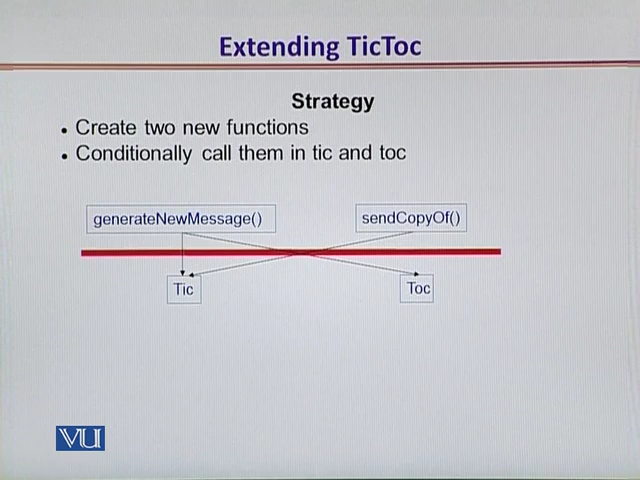 Extending TicToc
Strategy
• Create two new functions
• Conditionally call them in tic and toc
generateNewMessage()
sendCopyOf()
Tic
Toc
VU